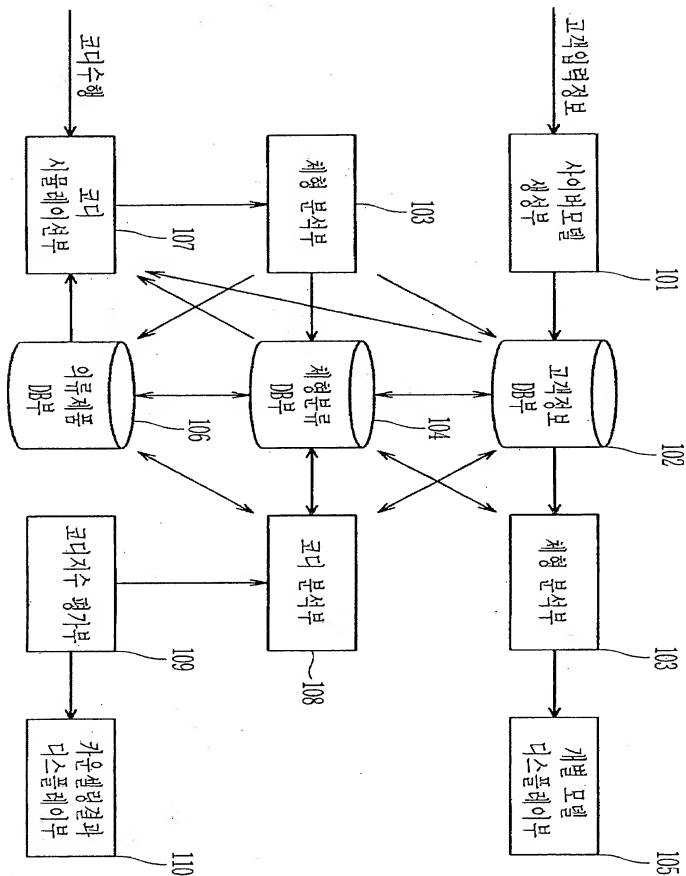 고객입력정보
사이버모델
생성부
101
고객정보
DB부
102
체형 분석부
103
개별 모델
디스플레이부
105
체형 분석부
103
체형분류
DB부
104
코디 분석부
108
코디수행
코디
시뮬레이션부
107
의류제품
DB부
106
코디지수 평가부
109
카운셀링결과
디스플레이부
110